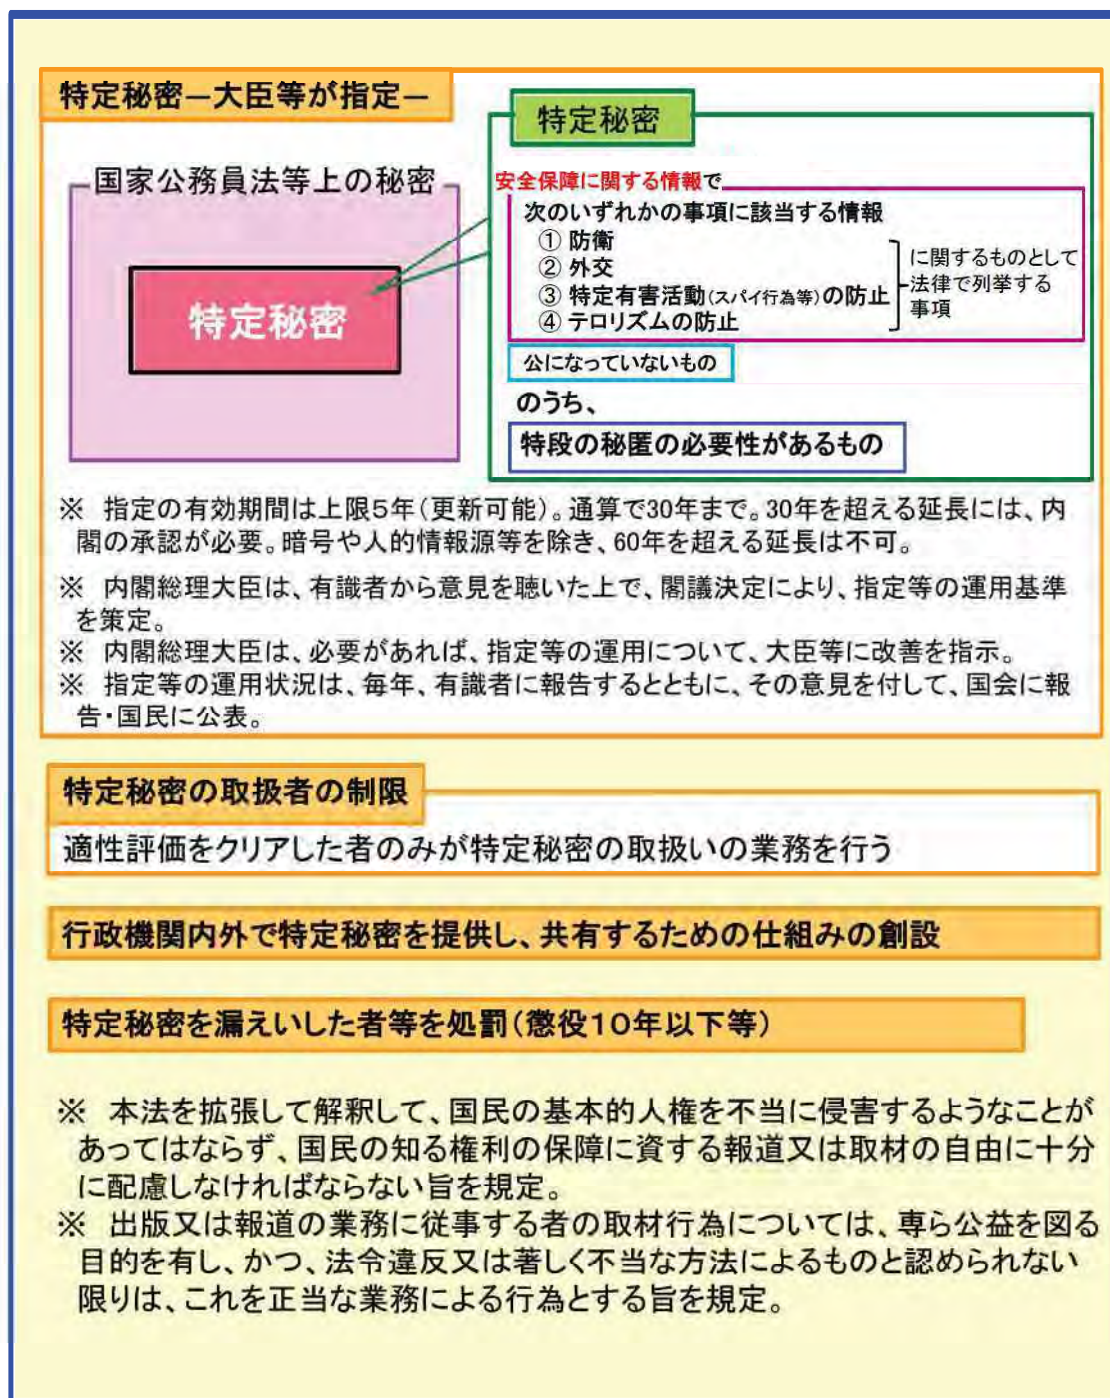 特定秘密―大臣等が指定―
国家公務員法等上の秘密
特定秘密
特定秘密
安全保障に関する情報で
次のいずれかの事項に該当する情報
① 防衛
② 外交
③ 特定有害活動(スパイ行為等)の防止
④ テロリズムの防止
に関するものとして
法律で列挙する
事項
公になっていないもの
のうち、
特段の秘匿の必要性があるもの
※ 指定の有効期間は上限5年(更新可能)。通算で30年まで。30年を超える延長には、内
閣の承認が必要。暗号や人的情報源等を除き、60年を超える延長は不可。
※ 内閣総理大臣は、有識者から意見を聴いた上で、閣議決定により、指定等の運用基準
を策定。
※ 内閣総理大臣は、必要があれば、指定等の運用について、大臣等に改善を指示。
※ 指定等の運用状況は、毎年、有識者に報告するとともに、その意見を付して、国会に報
告・国民に公表。
特定秘密の取扱者の制限
適性評価をクリアした者のみが特定秘密の取扱いの業務を行う
行政機関内外で特定秘密を提供し、共有するための仕組みの創設
特定秘密を漏えいした者等を処罰(懲役10年以下等)
※ 本法を拡張して解釈して、国民の基本的人権を不当に侵害するようなことが
あってはならず、国民の知る権利の保障に資する報道又は取材の自由に十分
に配慮しなければならない旨を規定。
※ 出版又は報道の業務に従事する者の取材行為については、専ら公益を図る
目的を有し、かつ、法令違反又は著しく不当な方法によるものと認められない
限りは、これを正当な業務による行為とする旨を規定。